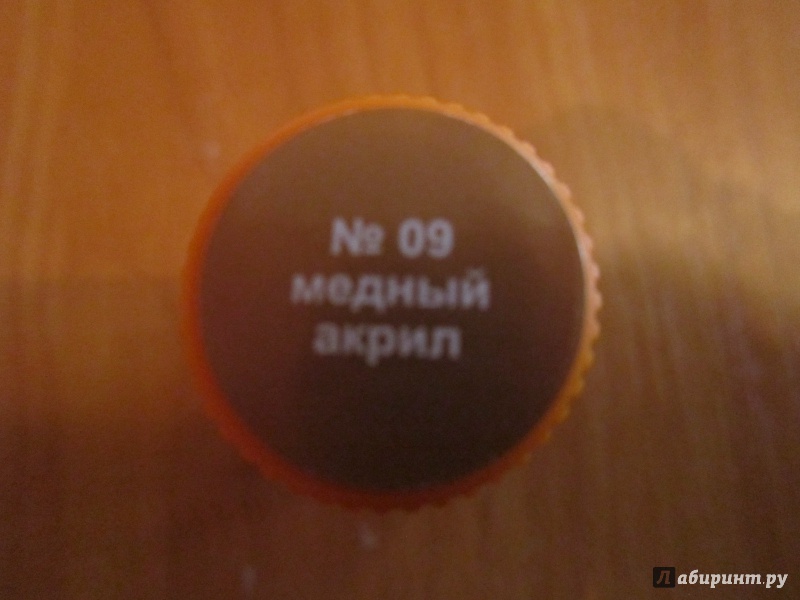 № 09
медный
акрил
Лабиринт.ру